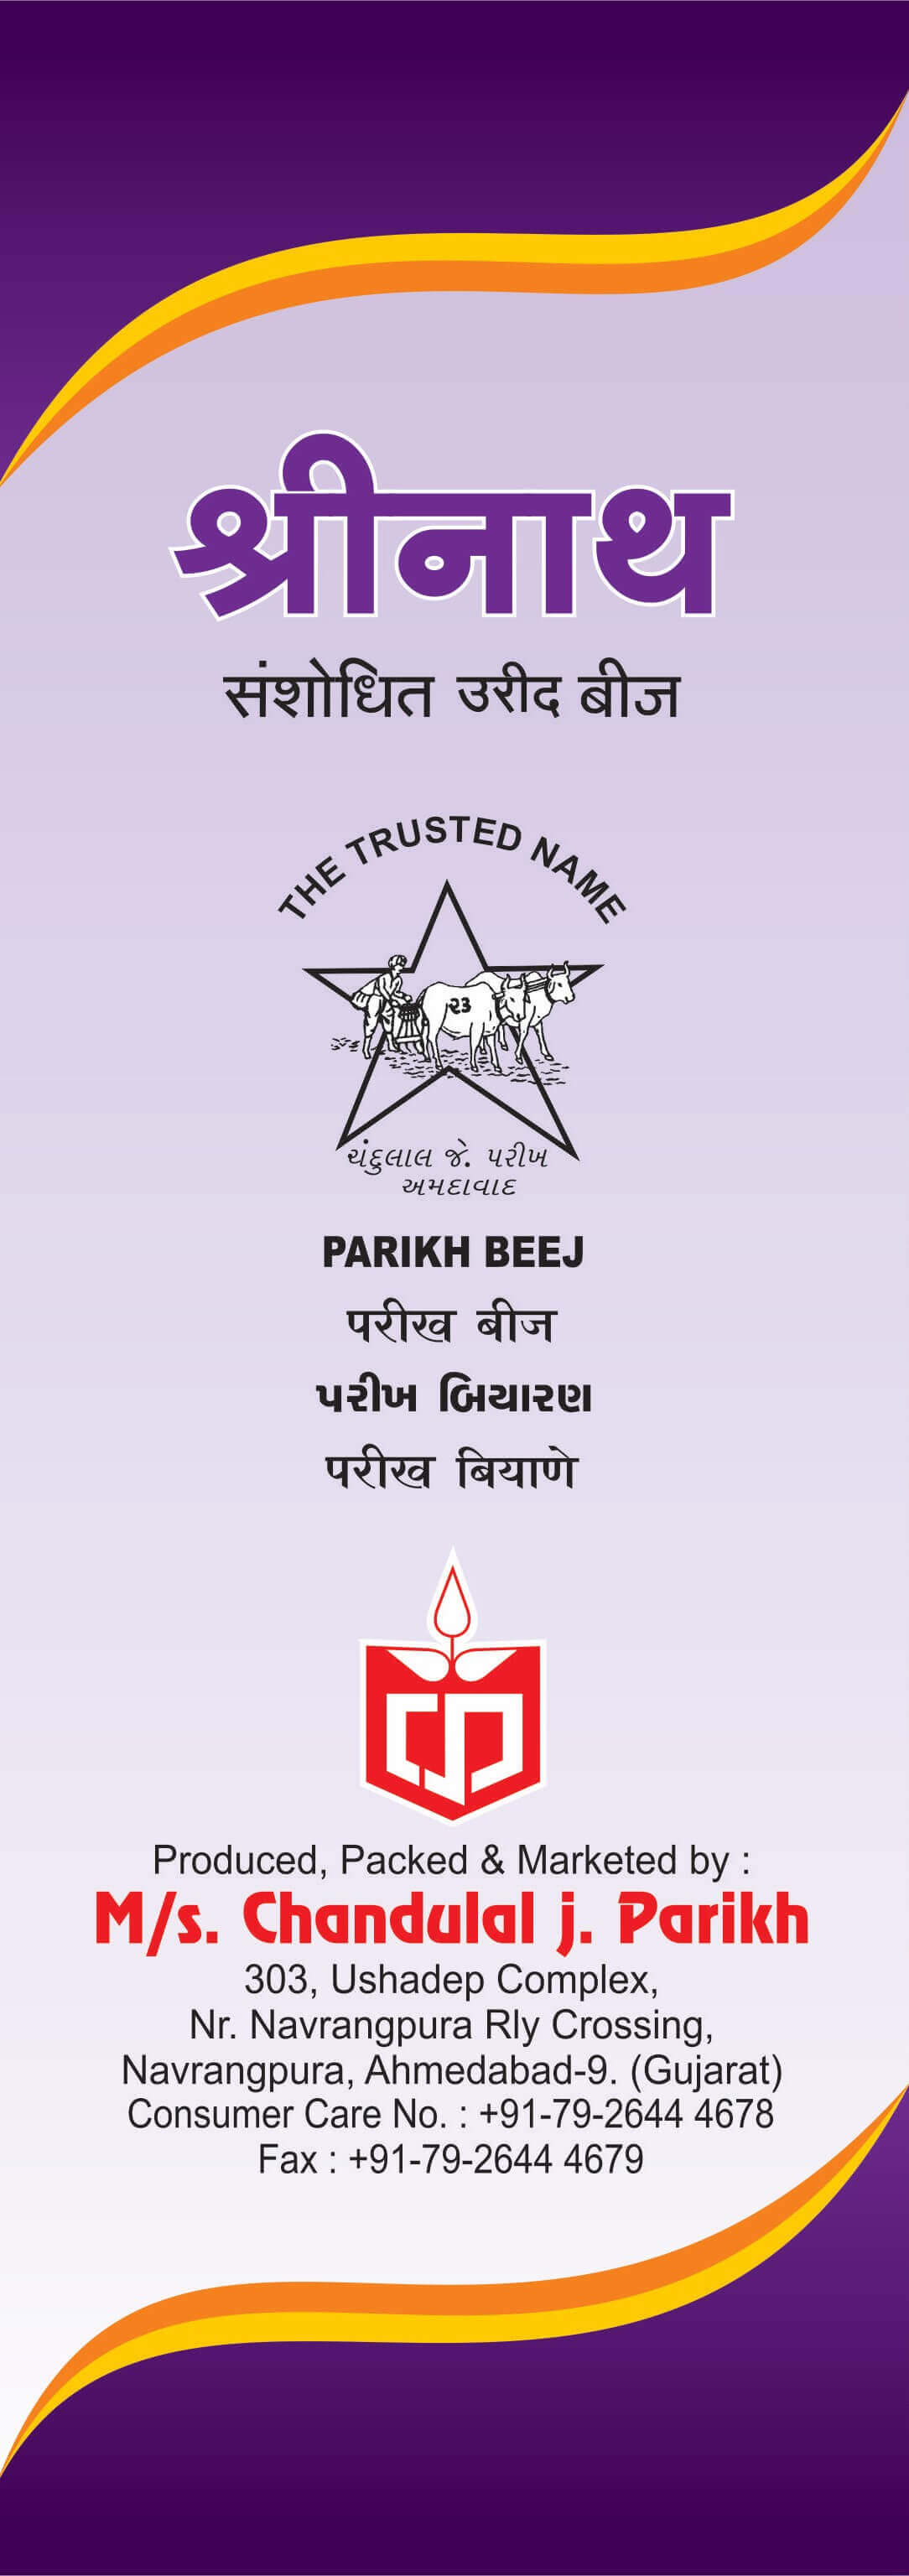 श्रीनाथ
संशोधित उरीद बीज
THE TRUSTED NAME
૨૩
ચંદુલાલ જે. પરીખ
અમદાવાદ
PARIKH BEEJ
परीख बीज
પરીખ બિયારણ
परीख बियाणे
Produced, Packed & Marketed by :
M/s. Chandulal j. Parikh
303, Ushadep Complex,
Nr. Navrangpura Rly Crossing,
Navrangpura, Ahmedabad-9. (Gujarat)
Consumer Care No. : +91-79-2644 4678
Fax : +91-79-2644 4679